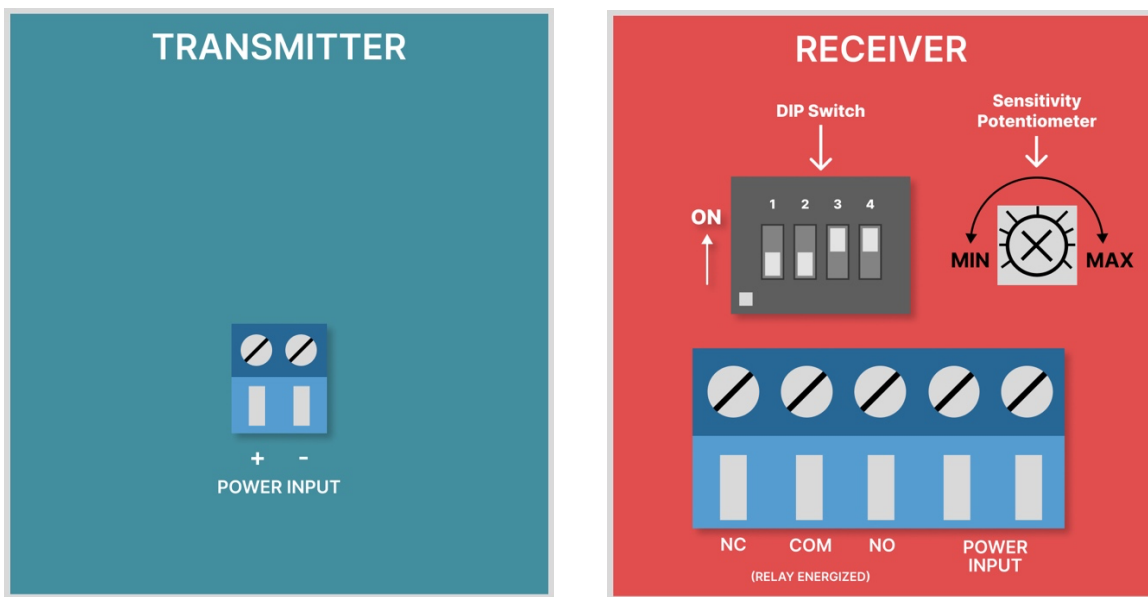 TRANSMITTER
+ -
POWER INPUT
RECEIVER
DIP Switch
Sensitivity
Potentiometer
ON
1 2 3 4
MIN MAX
NC COM NO POWER
INPUT
(RELAY ENERGIZED)